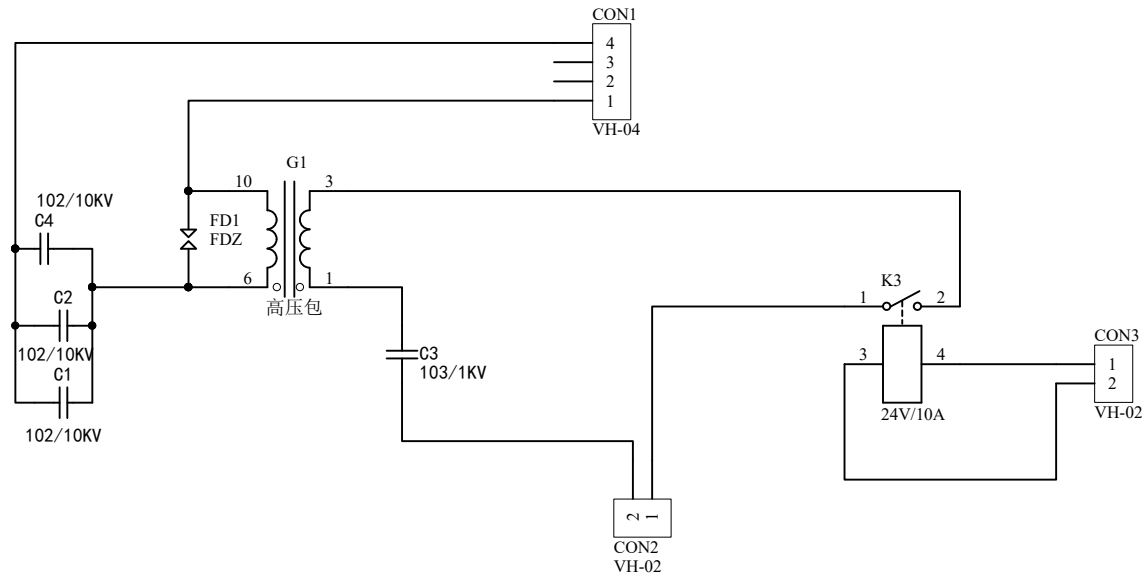 CON1
4
3
2
1
VH-04
G1
10
3
102/10KV
C4
FD1
FDZ
6
1
高压包
C2
102/10KV
C1
102/10KV
C3
103/1KV
K3
1
2
3
4
24V/10A
CON3
1
2
VH-02
2
1
CON2
VH-02